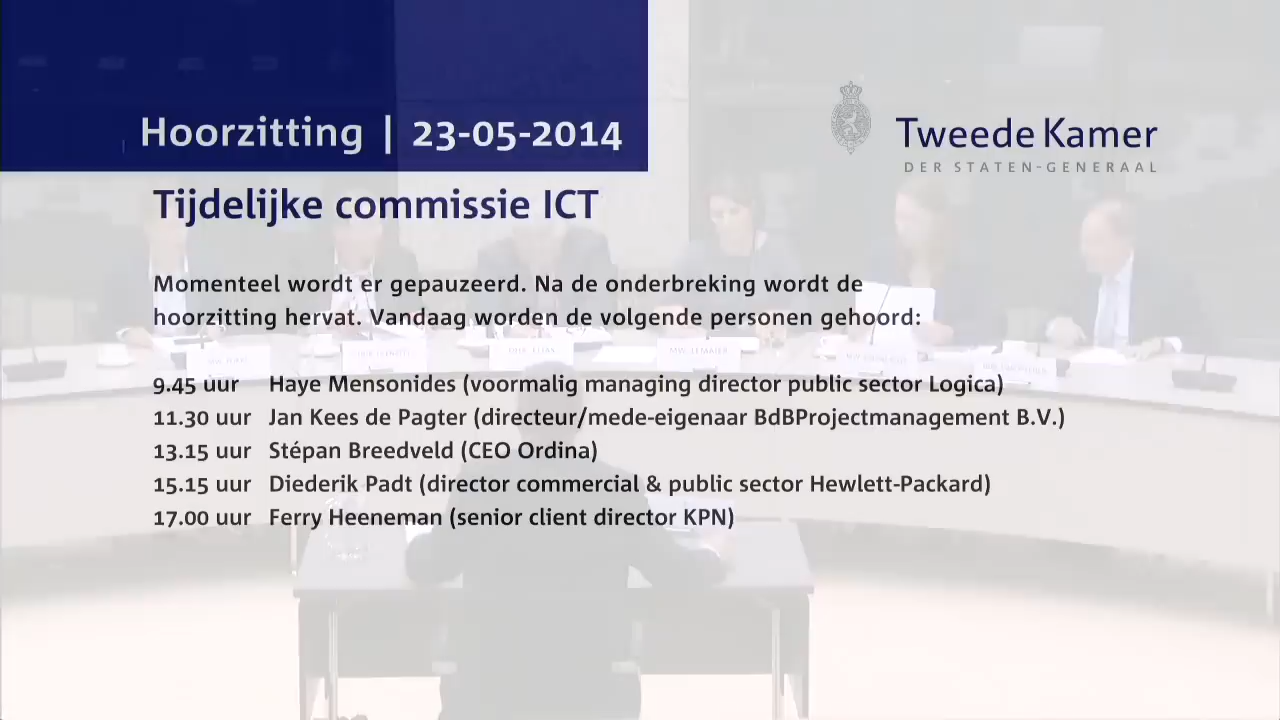 Hoorzitting | 23-05-2014
Tweede Kamer
DER STATEN-GENERAAL
Tijdelijke commissie ICT
Momenteel wordt er gepauzeerd. Na de onderbreking wordt de
hoorzitting hervat. Vandaag worden de volgende personen gehoord:
9.45 uur Haye Mensonides (voormalig managing director public sector Logica)
11.30 uur Jan Kees de Pagter (directeur/mede-eigenaar BdBProjectmanagement B.V.)
13.15 uur Stépan Breedveld (CEO Ordina)
15.15 uur Diederik Padt (director commercial & public sector Hewlett-Packard)
17.00 uur Ferry Heeneman (senior client director KPN)